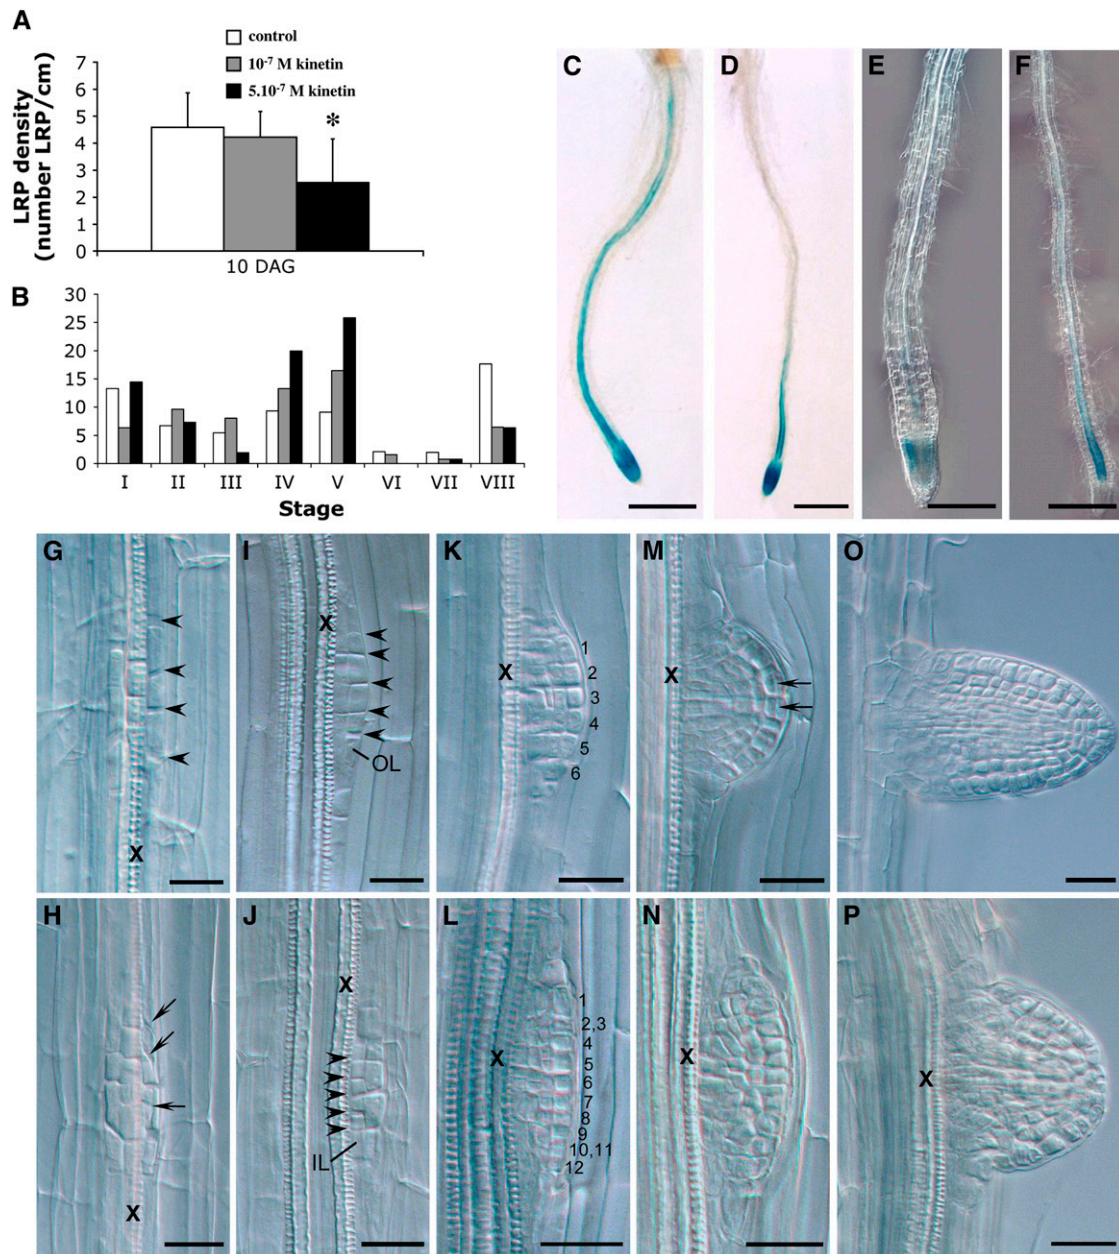 A
control
10⁻⁷ M kinetin
5.10⁻⁷ M kinetin
LRP density
(number LRP/cm)
7
6
5
4
3
2
1
0
*
10 DAG
B
30
25
20
15
10
5
0
I II III IV V VI VII VIII
Stage
C
D
E
F
G
X
I
X
OL
K
X
1
2
3
4
5
6
M
X
O
H
X
J
X
IL
L
X
1
2,3
4
5
6
7
8
9
10,11
12
N
X
P
X